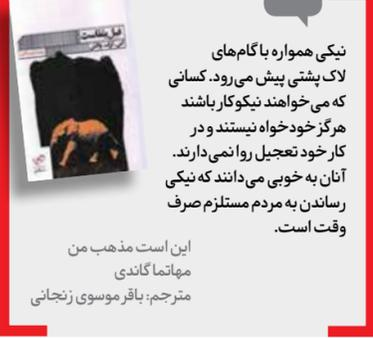 نیکی همواره با گام‌های
لاک پشتی پیش می‌رود. کسانی
که می‌خواهند نیکوکار باشند
هرگز خودخواه نیستند و در
کار خود تعجیل روا نمی‌دارند.
آنان به خوبی می‌دانند که نیکی
رساندن به مردم مستلزم صرف
وقت است.
این است مذهب من
مهاتما گاندی
مترجم: باقر موسوی زنجانی